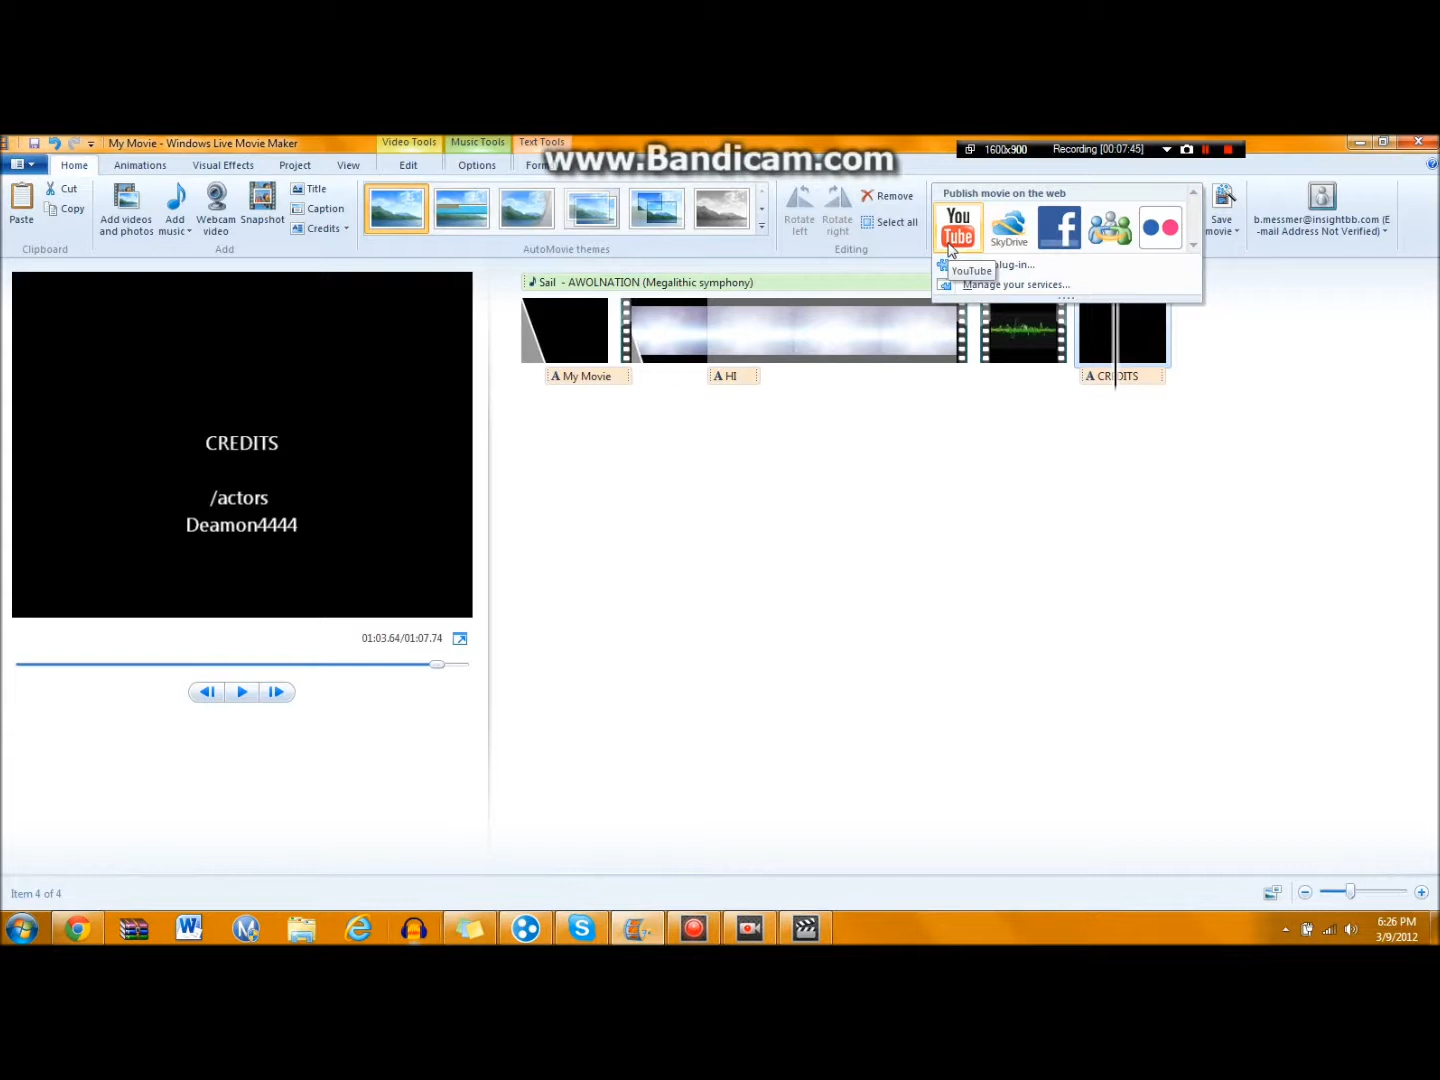 My Movie - Windows Live Movie Maker
Video Tools
Music Tools
Text Tools
www.Bandicam.com
1600x900
Recording [00:07:45]
Home
Animations
Visual Effects
Project
View
Edit
Options
Paste
Cut
Copy
Clipboard
Add videos
and photos
Add
music
Webcam
video
Snapshot
Title
Caption
Credits
Add
AutoMovie themes
Rotate
left
Rotate
right
Remove
Select all
Editing
Publish movie on the web
You
Tube
SkyDrive
plug-in...
YouTube
Manage your services...
Save
movie
b.messmer@insightbb.com (E
-mail Address Not Verified)
Sail - AWOLNATION (Megalithic symphony)
A My Movie
A HI
A CREDITS
CREDITS
/actors
Deamon4444
01:03.64/01:07.74
Item 4 of 4
6:26 PM
3/9/2012